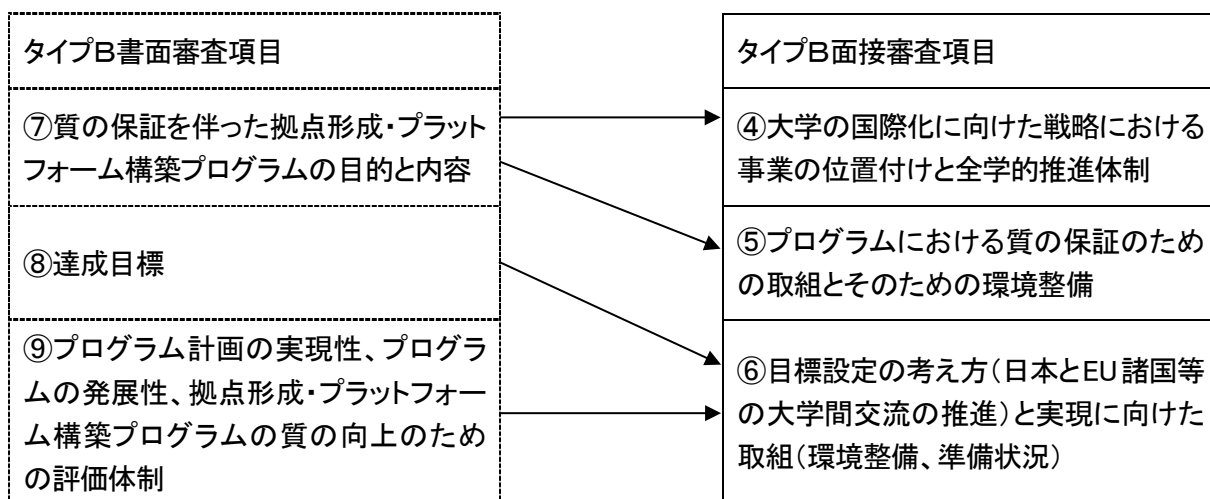 タイプB書面審査項目
⑦質の保証を伴った拠点形成・プラット
フォーム構築プログラムの目的と内容
⑧達成目標
⑨プログラム計画の実現性、プログラ
ムの発展性、拠点形成・プラットフォー
ム構築プログラムの質の向上のため
の評価体制
タイプB面接審査項目
④大学の国際化に向けた戦略における
事業の位置付けと全学的推進体制
⑤プログラムにおける質の保証のため
の取組とそのための環境整備
⑥目標設定の考え方(日本とEU諸国等
の大学間交流の推進)と実現に向けた
取組(環境整備、準備状況)